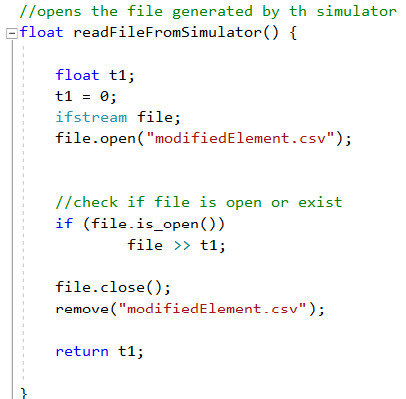 //opens the file generated by th simulator
float readFileFromSimulator() {
float t1;
t1 = 0;
ifstream file;
file.open("modifiedElement.csv");
//check if file is open or exist
if (file.is_open())
file >> t1;
file.close();
remove("modifiedElement.csv");
return t1;
}